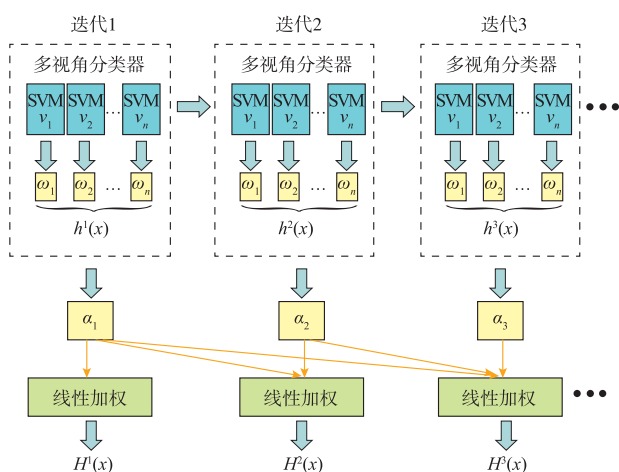 迭代1 迭代2 迭代3
多视角分类器 多视角分类器 多视角分类器
SVM SVM … SVM SVM SVM … SVM SVM SVM … SVM
v₁ v₂ vₙ v₁ v₂ vₙ v₁ v₂ vₙ •••
ω₁ ω₂ … ωₙ ω₁ ω₂ … ωₙ ω₁ ω₂ … ωₙ
h¹(x) h²(x) h³(x)
α₁ α₂ α₃
线性加权 线性加权 线性加权 •••
H¹(x) H²(x) H³(x)